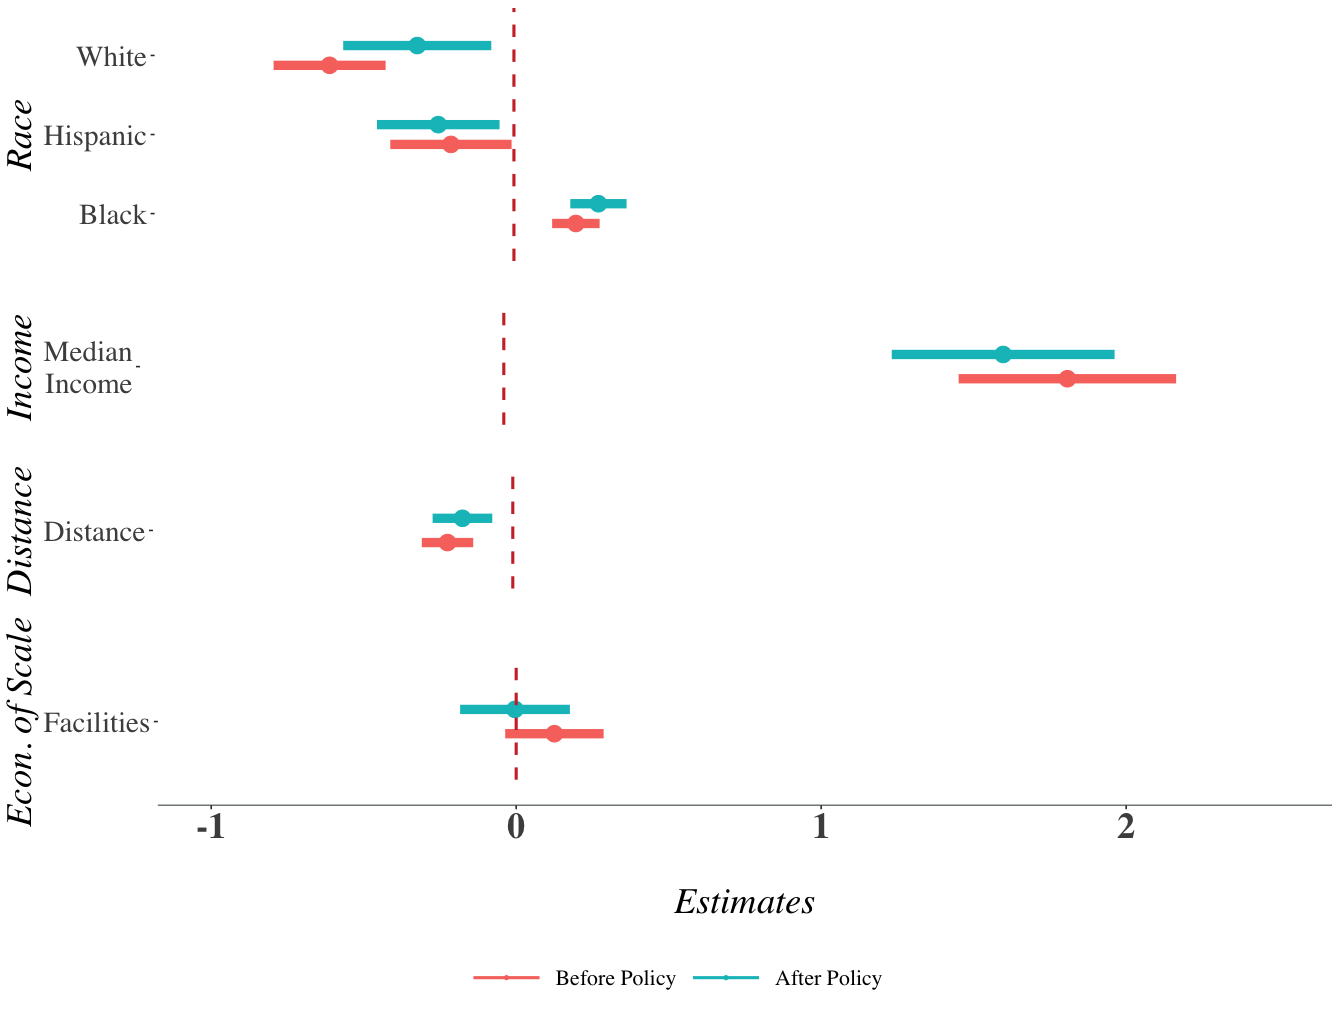 Race
White
Hispanic
Black
Income
Median
Income
Distance
Distance
Econ. of Scale
Facilities
-1 0 1 2
Estimates
Before Policy After Policy